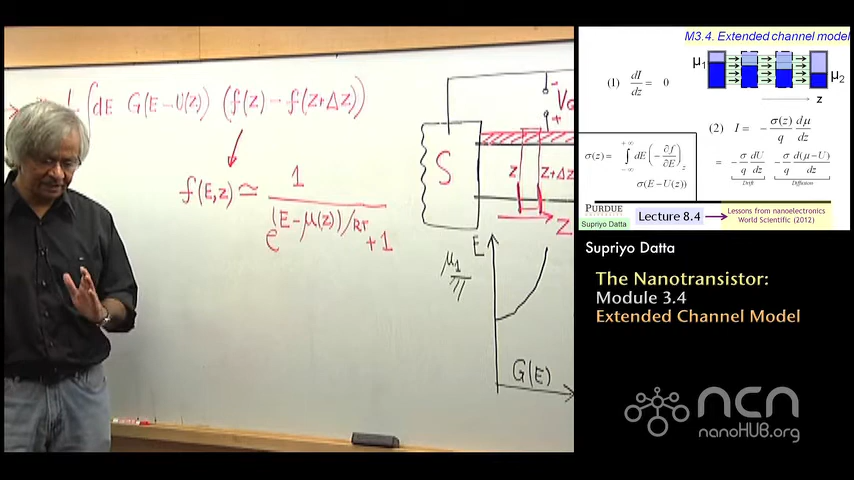 ∫dE G(E-U(z)) (f(z) - f(z+Δz))
f(E,z) ≃ 1
e^(E-μ(z))/kT +1
S
z
z+Δz
-
+
Z
E
μ1
G(E)
M3.4. Extended channel model
(1) dI/dz = 0
μ1
μ2
z
(2) I = - σ(z)/q dμ/dz
σ(z) = ∫ -∞ +∞ dE (-∂f/∂E)z
σ(E-U(z))
= - σ/q dU/dz - σ/q d(μ-U)/dz
Drift
Diffusion
PURDUE
Supriyo Datta
Lecture 8.4
Lessons from nanoelectronics
World Scientific (2012)
Supriyo Datta
The Nanotransistor:
Module 3.4
Extended Channel Model
ncn
nanoHUB.org